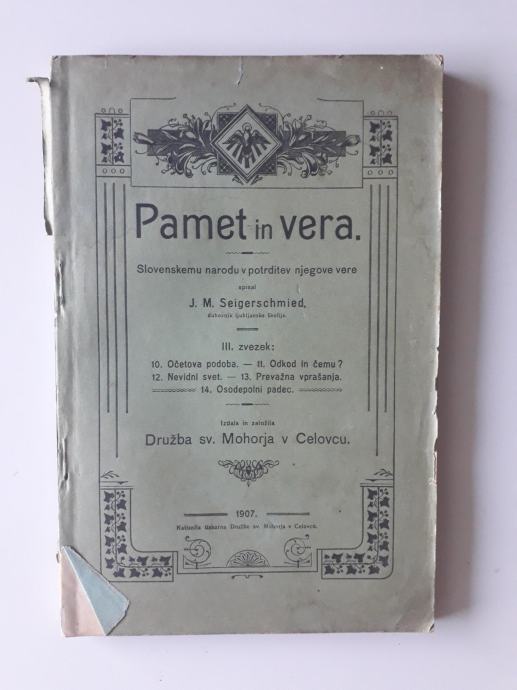 Pamet in vera.
Slovenskemu narodu v potrditev njegove vere
spisal
J. M. Seigerschmied,
duhovnik ljubljanske škofije.
III. zvezek:
10. Očetova podoba. — 11. Odkod in čemu?
12. Nevidni svet. — 13. Prevažna vprašanja.
14. Osodepolni padec.
Izdala in založila
Družba sv. Mohorja v Celovcu.
1907.
Natisnila tiskarna Družbe sv. Mohorja v Celovcu.